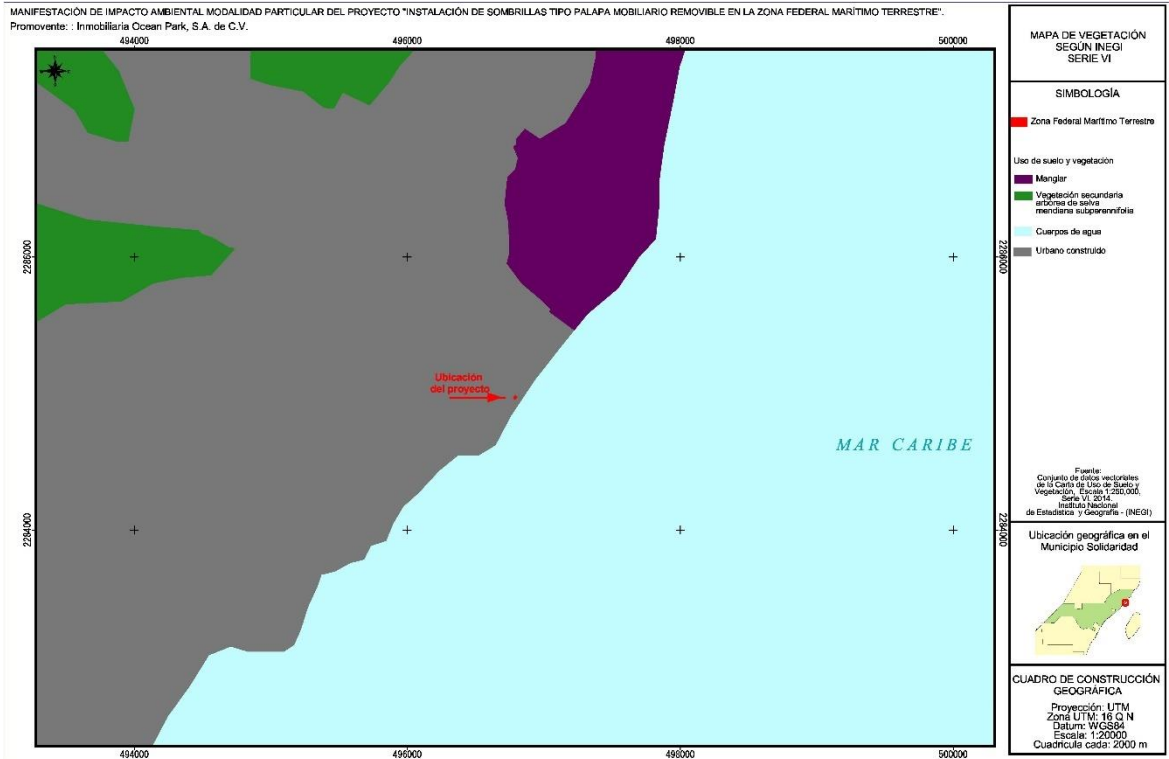 MANIFESTACIÓN DE IMPACTO AMBIENTAL MODALIDAD PARTICULAR DEL PROYECTO "INSTALACIÓN DE SOMBRILLAS TIPO PALAPA MOBILIARIO REMOVIBLE EN LA ZONA FEDERAL MARÍTIMO TERRESTRE".
Promovente: : Inmobiliaria Ocean Park, S.A. de C.V.
494000
496000
498000
500000
2286000
2286000
2284000
2284000
Ubicación
del proyecto
MAR CARIBE
494000
496000
498000
500000
MAPA DE VEGETACIÓN
SEGÚN INEGI
SERIE VI
SIMBOLOGÍA
Zona Federal Marítimo Terrestre
Uso de suelo y vegetación
Manglar
Vegetación secundaria
arbórea de selva
mendiana subperennifolia
Cuerpos de agua
Urbano construido
Fuente:
Conjunto de datos vectoriales
de la Carta de Uso de Suelo y
Vegetación, Escala 1:250,000,
Serie VI, 2014.
Instituto Nacional
de Estadística y Geografía - (INEGI)
Ubicación geográfica en el
Municipio Solidaridad
CUADRO DE CONSTRUCCIÓN
GEOGRÁFICA
Proyección: UTM
Zona UTM: 16 Q N
Datum: WGS84
Escala: 1:20000
Cuadrícula cada: 2000 m